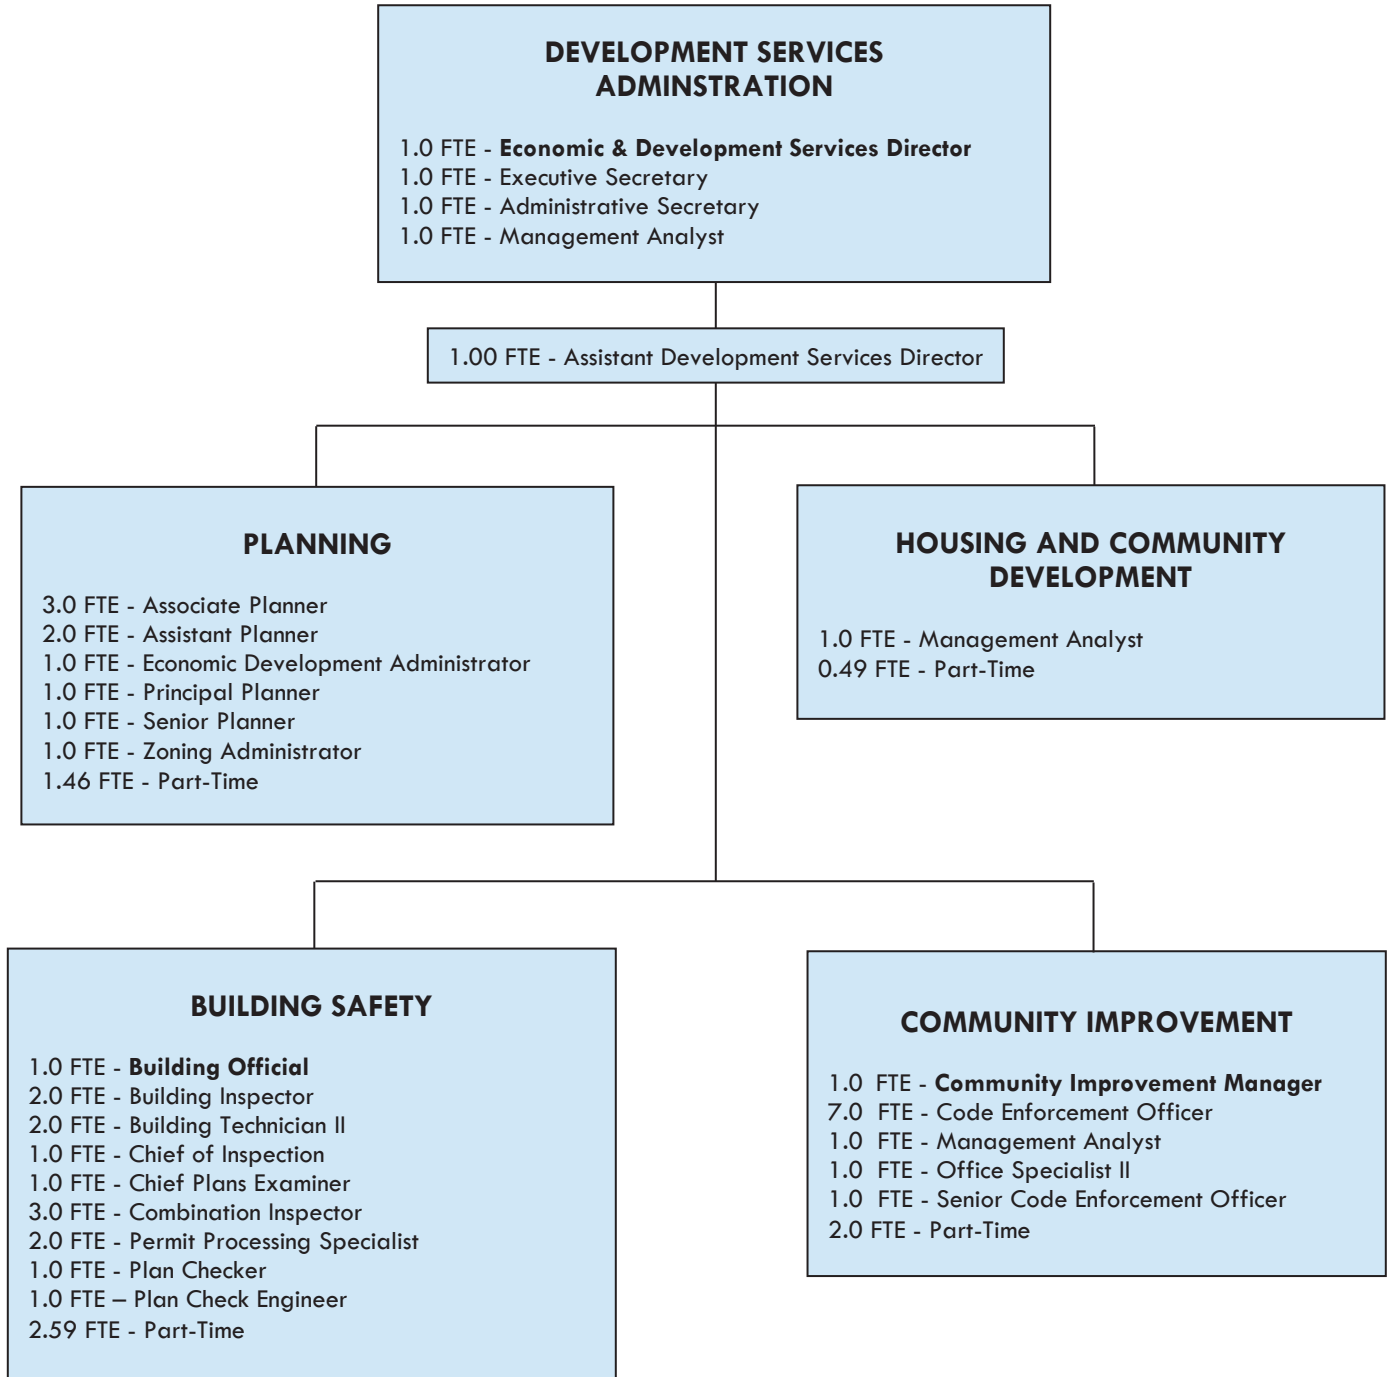 DEVELOPMENT SERVICES
ADMINSTRATION
1.0 FTE - Economic & Development Services Director
1.0 FTE - Executive Secretary
1.0 FTE - Administrative Secretary
1.0 FTE - Management Analyst
1.00 FTE - Assistant Development Services Director
PLANNING
3.0 FTE - Associate Planner
2.0 FTE - Assistant Planner
1.0 FTE - Economic Development Administrator
1.0 FTE - Principal Planner
1.0 FTE - Senior Planner
1.0 FTE - Zoning Administrator
1.46 FTE - Part-Time
HOUSING AND COMMUNITY
DEVELOPMENT
1.0 FTE - Management Analyst
0.49 FTE - Part-Time
BUILDING SAFETY
1.0 FTE - Building Official
2.0 FTE - Building Inspector
2.0 FTE - Building Technician II
1.0 FTE - Chief of Inspection
1.0 FTE - Chief Plans Examiner
3.0 FTE - Combination Inspector
2.0 FTE - Permit Processing Specialist
1.0 FTE - Plan Checker
1.0 FTE – Plan Check Engineer
2.59 FTE - Part-Time
COMMUNITY IMPROVEMENT
1.0 FTE - Community Improvement Manager
7.0 FTE - Code Enforcement Officer
1.0 FTE - Management Analyst
1.0 FTE - Office Specialist II
1.0 FTE - Senior Code Enforcement Officer
2.0 FTE - Part-Time